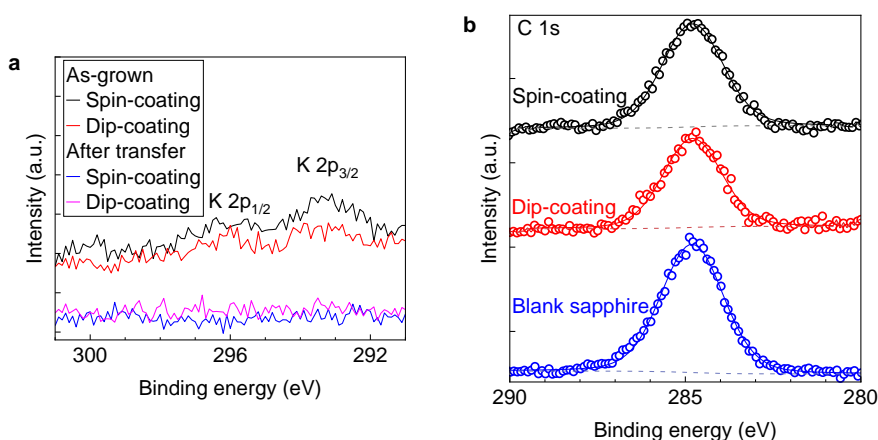 a
As-grown
Spin-coating
Dip-coating
After transfer
Spin-coating
Dip-coating
K 2p1/2
K 2p3/2
Intensity (a.u.)
300
296
292
Binding energy (eV)
b
C 1s
Spin-coating
Dip-coating
Blank sapphire
Intensity (a.u.)
290
285
280
Binding energy (eV)